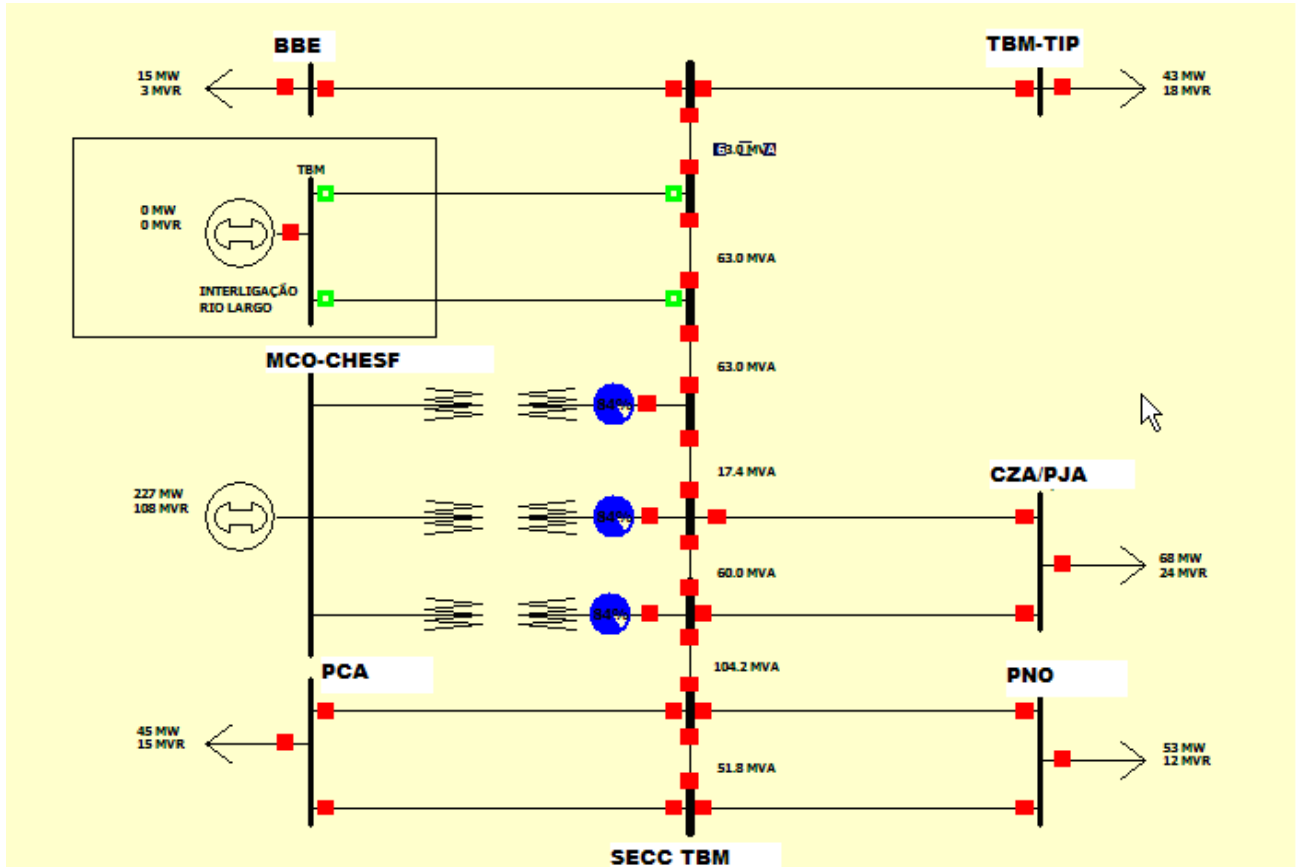 BBE
TBM-TIP
15 MW
3 MVR
43 MW
18 MVR
63.0 MVA
TBM
0 MW
0 MVR
INTERLIGAÇÃO
RIO LARGO
63.0 MVA
MCO-CHESF
63.0 MVA
84%
227 MW
108 MVR
17.4 MVA
84%
CZA/PJA
60.0 MVA
68 MW
24 MVR
84%
104.2 MVA
PCA
PNO
45 MW
15 MVR
53 MW
12 MVR
51.8 MVA
SECC TBM